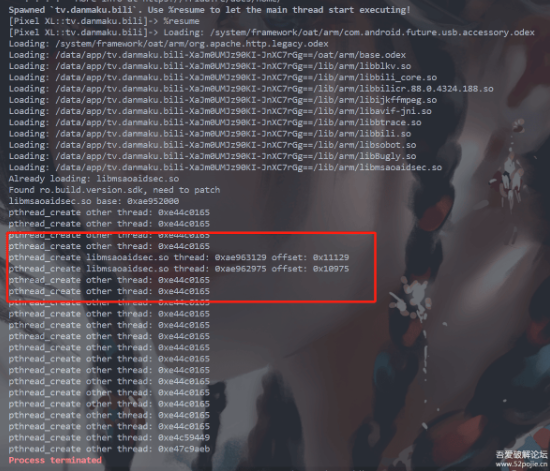 Spawned `tv.danmaku.bili`. Use %resume to let the main thread start executing!
[Pixel XL::tv.danmaku.bili]-> %resume
[Pixel XL::tv.danmaku.bili]-> Loading: /system/framework/oat/arm/com.android.future.usb.accessory.odex
Loading: /system/framework/oat/arm/org.apache.http.legacy.odex
Loading: /data/app/tv.danmaku.bili-XaJm0UMJz90KI-JnXC7rGg==/oat/arm/base.odex
Loading: /data/app/tv.danmaku.bili-XaJm0UMJz90KI-JnXC7rGg==/lib/arm/libblkv.so
Loading: /data/app/tv.danmaku.bili-XaJm0UMJz90KI-JnXC7rGg==/lib/arm/libbili_core.so
Loading: /data/app/tv.danmaku.bili-XaJm0UMJz90KI-JnXC7rGg==/lib/arm/libilicr.88.0.4324.188.so
Loading: /data/app/tv.danmaku.bili-XaJm0UMJz90KI-JnXC7rGg==/lib/arm/libijkffmpeg.so
Loading: /data/app/tv.danmaku.bili-XaJm0UMJz90KI-JnXC7rGg==/lib/arm/libavif-jni.so
Loading: /data/app/tv.danmaku.bili-XaJm0UMJz90KI-JnXC7rGg==/lib/arm/libbtrace.so
Loading: /data/app/tv.danmaku.bili-XaJm0UMJz90KI-JnXC7rGg==/lib/arm/libbili.so
Loading: /data/app/tv.danmaku.bili-XaJm0UMJz90KI-JnXC7rGg==/lib/arm/libsobot.so
Loading: /data/app/tv.danmaku.bili-XaJm0UMJz90KI-JnXC7rGg==/lib/arm/libBugly.so
Loading: /data/app/tv.danmaku.bili-XaJm0UMJz90KI-JnXC7rGg==/lib/arm/libmsaoaidsec.so
Already loading: libmsaoaidsec.so
Found ro.build.version.sdk, need to patch
libmsaoaidsec.so base: 0xae952000
pthread_create other thread: 0xe44c0165
pthread_create other thread: 0xe44c0165
pthread_create other thread: 0xe44c0165
pthread_create other thread: 0xe44c0165
pthread_create libmsaoaidsec.so thread: 0xae963129 offset: 0x11129
pthread_create libmsaoaidsec.so thread: 0xae962975 offset: 0x10975
pthread_create other thread: 0xe44c0165
pthread_create other thread: 0xe44c0165
pthread_create other thread: 0xe44c0165
pthread_create other thread: 0xe44c0165
pthread_create other thread: 0xe44c0165
pthread_create other thread: 0xe44c0165
pthread_create other thread: 0xe44c0165
pthread_create other thread: 0xe44c0165
pthread_create other thread: 0xe44c0165
pthread_create other thread: 0xe44c0165
pthread_create other thread: 0xe44c0165
pthread_create other thread: 0xe44c0165
pthread_create other thread: 0xe44c0165
pthread_create other thread: 0xe44c0165
pthread_create other thread: 0xe4c59449
pthread_create other thread: 0xe47c9aeb
Process terminated
吾爱破解论坛
www.52pojie.cn